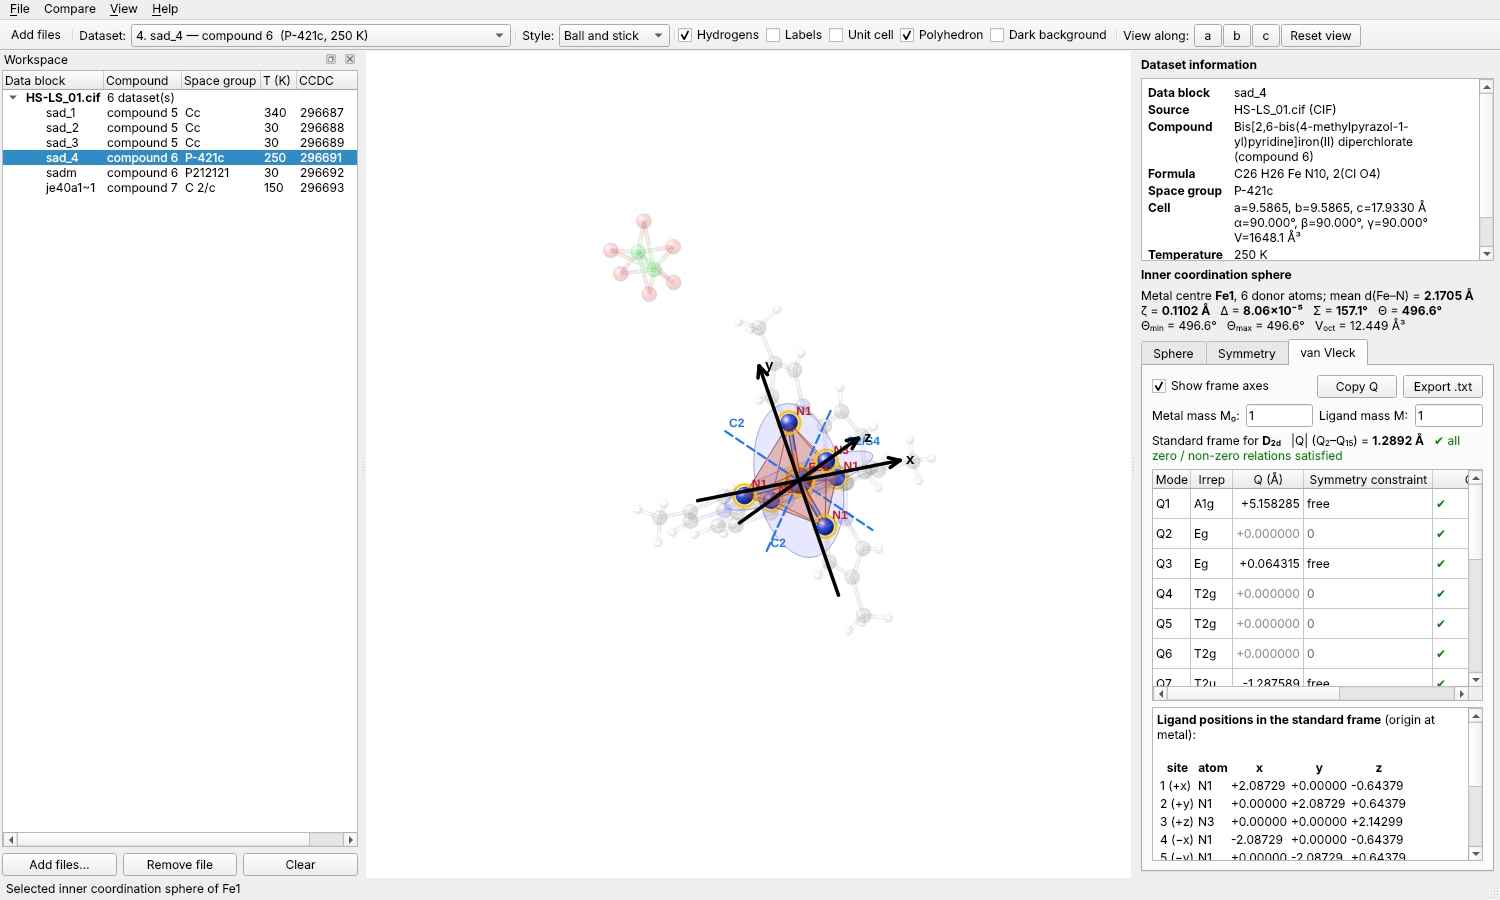 File Compare View Help
Add files Dataset: 4. sad_4 — compound 6 (P-421c, 250 K) Style: Ball and stick Hydrogens Labels Unit cell Polyhedron Dark background View along: a b c Reset view
Workspace
Data block Compound Space group T (K) CCDC
HS-LS_01.cif 6 dataset(s)
sad_1 compound 5 Cc 340 296687
sad_2 compound 5 Cc 30 296688
sad_3 compound 5 Cc 30 296689
sad_4 compound 6 P-421c 250 296691
sadm compound 6 P212121 30 296692
je40a1~1 compound 7 C 2/c 150 296693
Add files... Remove file Clear
Selected inner coordination sphere of Fe1
y
N1
C2
z
x
N1
N1
N1
C2
Dataset information
Data block sad_4
Source HS-LS_01.cif (CIF)
Compound Bis[2,6-bis(4-methylpyrazol-1-
yl)pyridine]iron(II) diperchlorate
(compound 6)
Formula C26 H26 Fe N10, 2(Cl O4)
Space group P-421c
Cell a=9.5865, b=9.5865, c=17.9330 Å
α=90.000°, β=90.000°, γ=90.000°
V=1648.1 Å³
Temperature 250 K
Inner coordination sphere
Metal centre Fe1, 6 donor atoms; mean d(Fe–N) = 2.1705 Å
ζ = 0.1102 Å Δ = 8.06×10⁻⁵ Σ = 157.1° Θ = 496.6°
Θₘᵢₙ = 496.6° Θₘₐₓ = 496.6° Vₒcₜ = 12.449 Å³
Sphere Symmetry van Vleck
Show frame axes Copy Q Export .txt
Metal mass M₀: 1 Ligand mass M: 1
Standard frame for D₂d |Q| (Q₂–Q₁₅) = 1.2892 Å ✔ all
zero / non-zero relations satisfied
Mode Irrep Q (Å) Symmetry constraint
Q1 A1g +5.158285 free ✔
Q2 Eg +0.000000 0 ✔
Q3 Eg +0.064315 free ✔
Q4 T2g +0.000000 0 ✔
Q5 T2g +0.000000 0 ✔
Q6 T2g +0.000000 0 ✔
Q7 T2u -1.287589 free ✔
Ligand positions in the standard frame (origin at
metal):
site atom x y z
1 (+x) N1 +2.08729 +0.00000 -0.64379
2 (+y) N1 +0.00000 +2.08729 +0.64379
3 (+z) N3 +0.00000 +0.00000 +2.14299
4 (−x) N1 -2.08729 +0.00000 -0.64379
5 (−y) N1 +0.00000 -2.08729 +0.64379